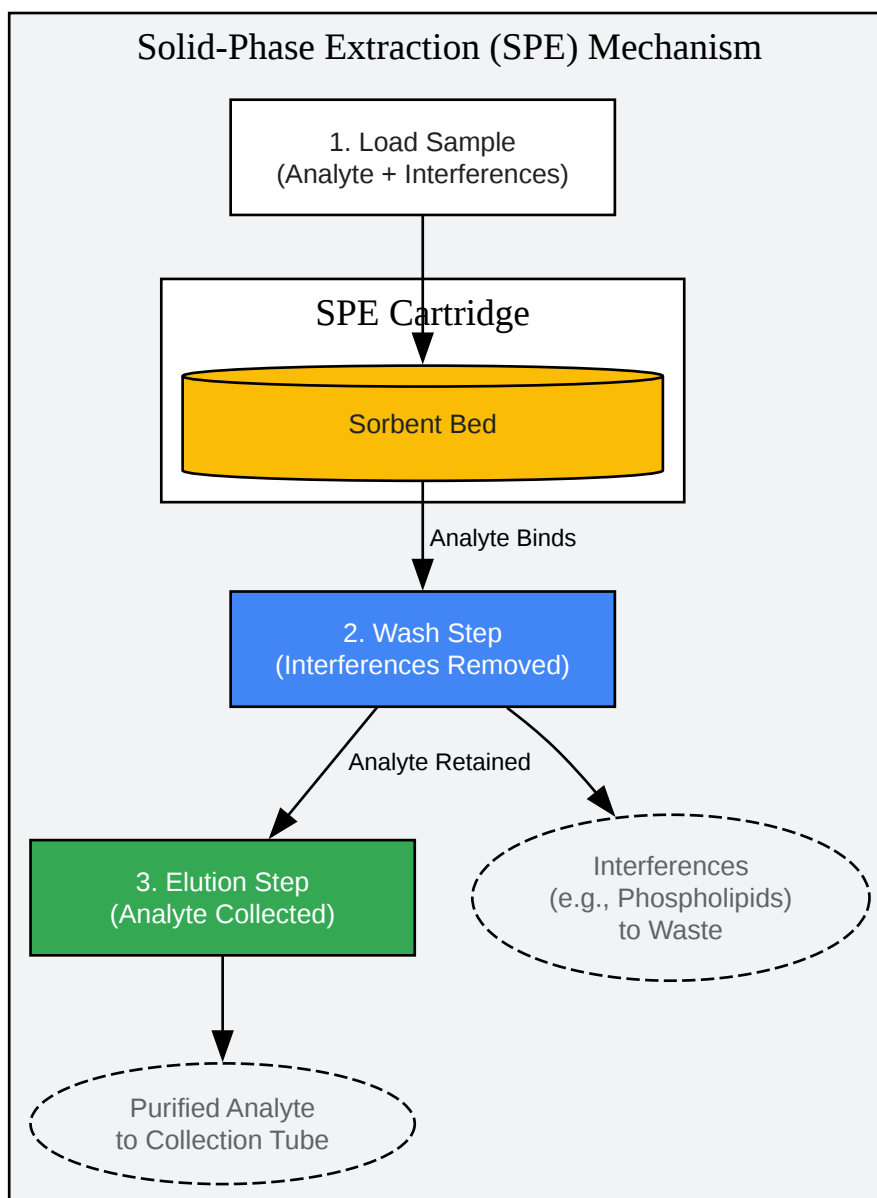 Solid-Phase Extraction (SPE) Mechanism
1. Load Sample
(Analyte + Interferences)
SPE Cartridge
Sorbent Bed
Analyte Binds
2. Wash Step
(Interferences Removed)
Analyte Retained
3. Elution Step
(Analyte Collected)
Interferences
(e.g., Phospholipids)
to Waste
Purified Analyte
to Collection Tube